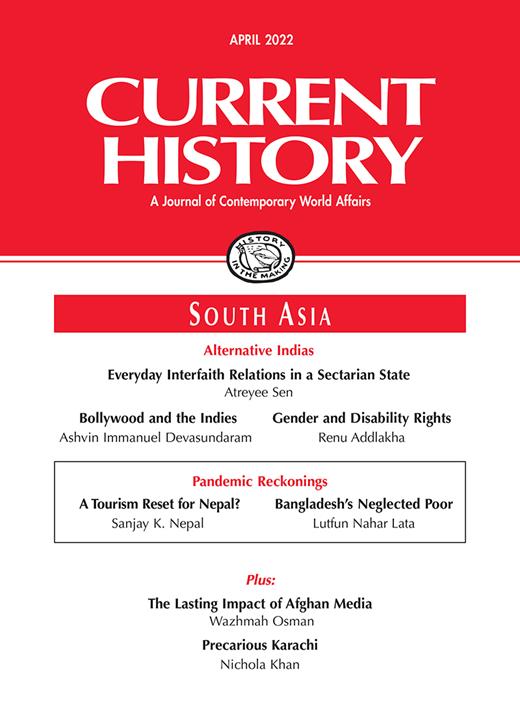 APRIL 2022
CURRENT
HISTORY
A Journal of Contemporary World Affairs
HISTORY
IN THE MAKING
SOUTH ASIA
Alternative Indias
Everyday Interfaith Relations in a Sectarian State
Atreyee Sen
Bollywood and the Indies
Ashvin Immanuel Devasundaram
Gender and Disability Rights
Renu Addlakha
Pandemic Reckonings
A Tourism Reset for Nepal?
Sanjay K. Nepal
Bangladesh's Neglected Poor
Lutfun Nahar Lata
Plus:
The Lasting Impact of Afghan Media
Wazhmah Osman
Precarious Karachi
Nichola Khan